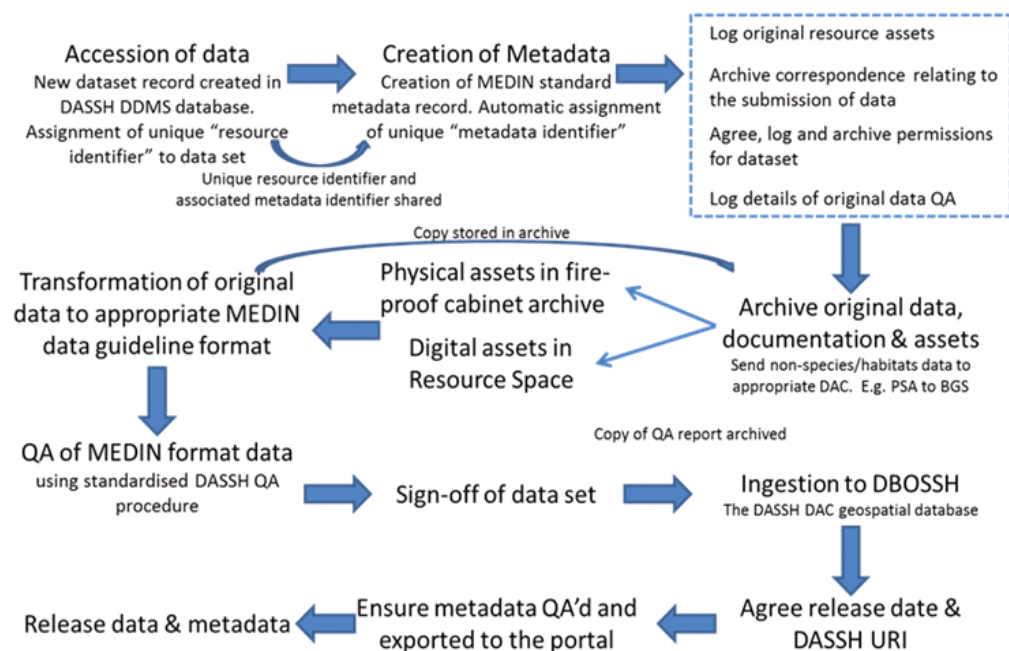 Accession of data
New dataset record created in
DASSH DDMS database.
Assignment of unique “resource
identifier” to data set
Creation of Metadata
Creation of MEDIN standard
metadata record. Automatic assignment
of unique “metadata identifier”
Unique resource identifier and
associated metadata identifier shared
Log original resource assets
Archive correspondence relating to
the submission of data
Agree, log and archive permissions
for dataset
Log details of original data QA
Copy stored in archive
Archive original data,
documentation & assets
Send non-species/habitats data to
appropriate DAC. E.g. PSA to BGS
Physical assets in fire-
proof cabinet archive
Digital assets in
Resource Space
Transformation of original
data to appropriate MEDIN
data guideline format
QA of MEDIN format data
using standardised DASSH QA
procedure
Copy of QA report archived
Sign-off of data set
Ingestion to DBOSSH
The DASSH DAC geospatial database
Agree release date &
DASSH URI
Ensure metadata QA’d and
exported to the portal
Release data & metadata